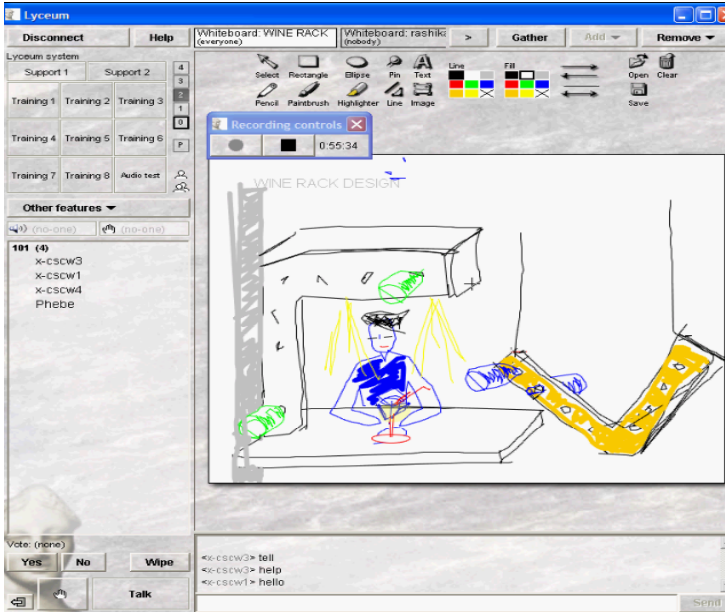 Lyceum
Disconnect Help
Whiteboard: WINE RACK
(everyone)
Whiteboard: rashika
(nobody)
> Gather Add Remove
Lyceum system
Support 1 Support 2
4
3
2
1
0
P
Training 1 Training 2 Training 3
Training 4 Training 5 Training 6
Training 7 Training 8 Audio test
Select Rectangle Ellipse Pin Text
Pencil Paintbrush Highlighter Line Image
Line Fill
Open Clear
Save
Recording controls
0:55:34
Other features
(no-one) (no-one)
101 (4)
x-cscw3
x-cscw1
x-cscw4
Phebe
WINE RACK DESIGN
Vote: (none)
Yes No Wipe
Talk
<x-cscw3> tell
<x-cscw3> help
<x-cscw1> hello
Send